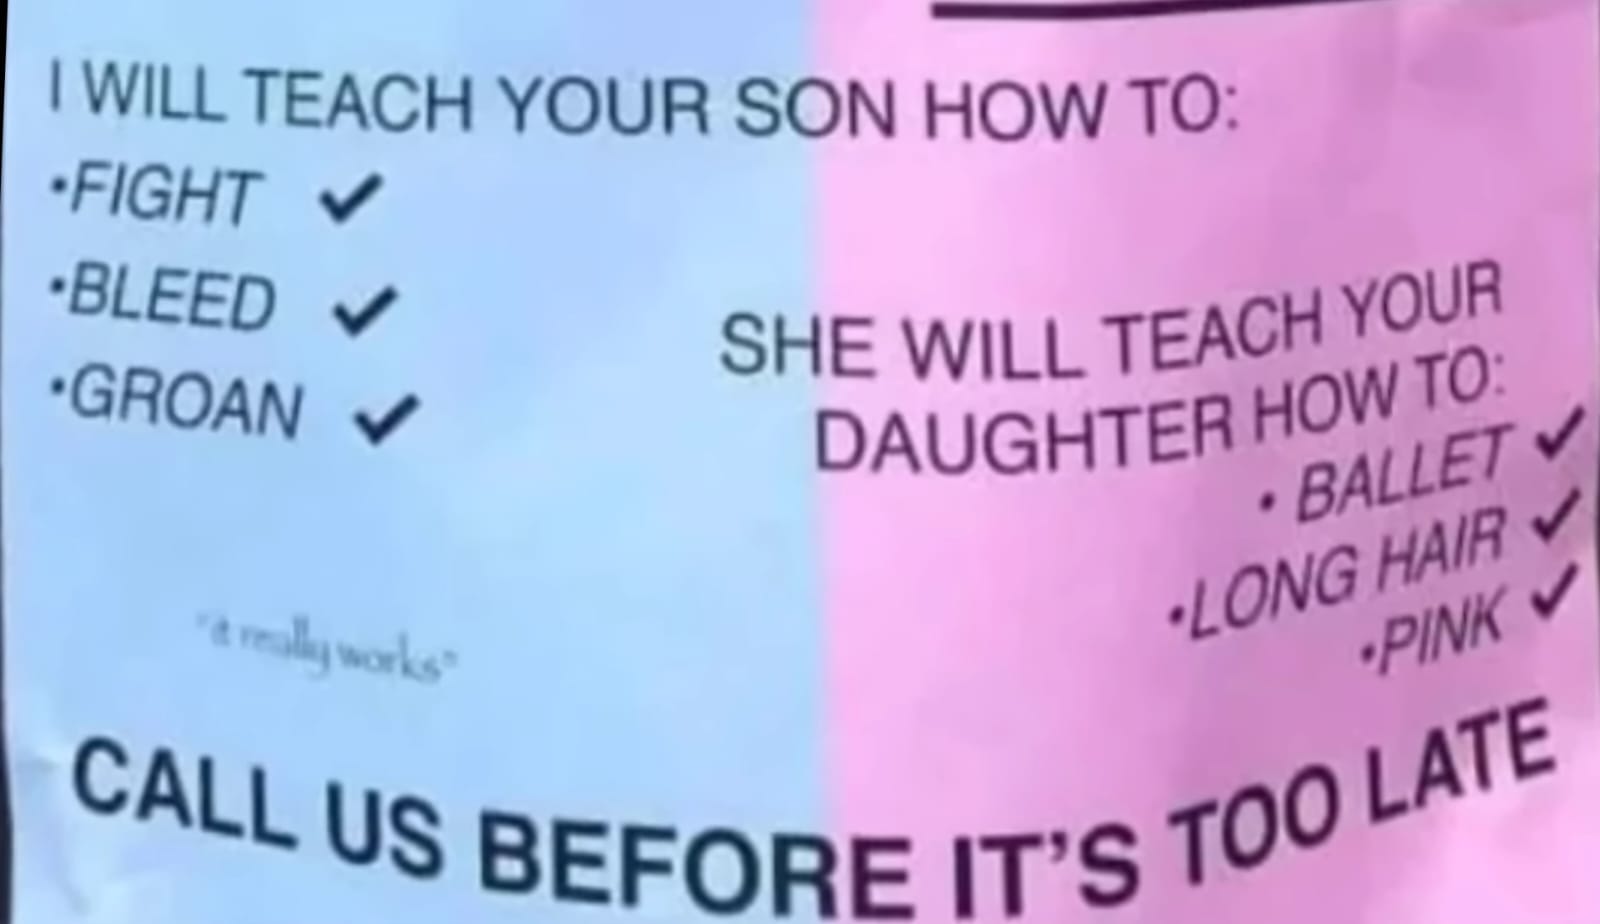 I WILL TEACH YOUR SON HOW TO:
•FIGHT ✓
•BLEED ✓
•GROAN ✓
SHE WILL TEACH YOUR
DAUGHTER HOW TO:
• BALLET ✓
•LONG HAIR ✓
•PINK ✓
"it really works"
CALL US BEFORE IT'S TOO LATE